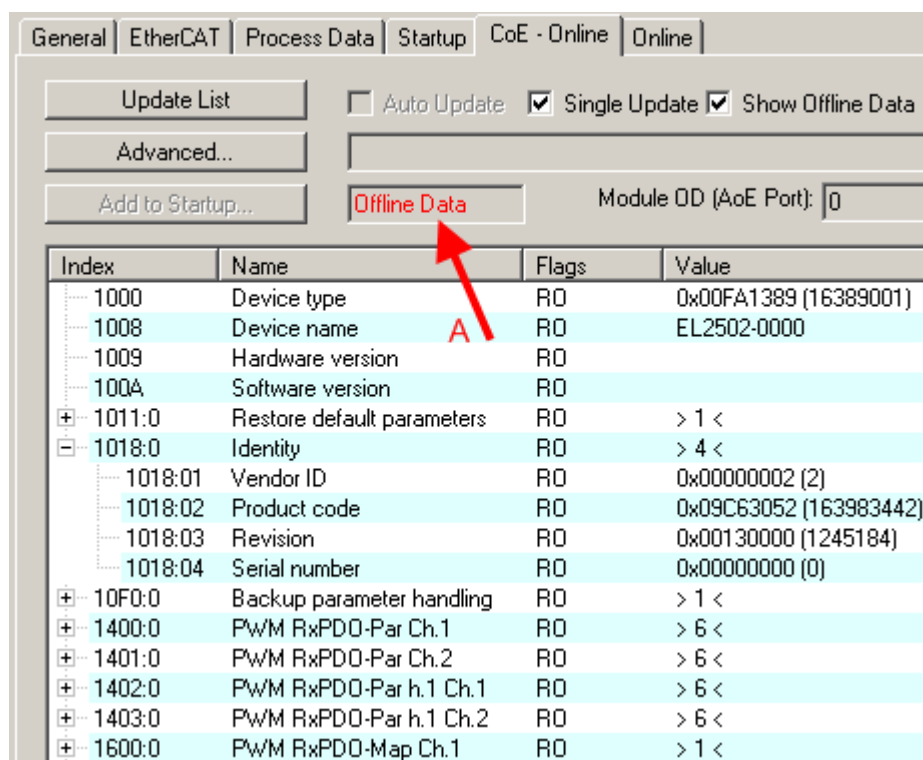 General EtherCAT Process Data Startup CoE - Online Online
Update List Auto Update Single Update Show Offline Data
Advanced...
Add to Startup... Offline Data Module OD (AoE Port): 0
Index Name Flags Value
1000 Device type RO 0x00FA1389 (16389001)
1008 Device name RO EL2502-0000
A
1009 Hardware version RO
100A Software version RO
1011:0 Restore default parameters RO > 1 <
1018:0 Identity RO > 4 <
1018:01 Vendor ID RO 0x00000002 (2)
1018:02 Product code RO 0x09C63052 (163983442)
1018:03 Revision RO 0x00130000 (1245184)
1018:04 Serial number RO 0x00000000 (0)
10F0:0 Backup parameter handling RO > 1 <
1400:0 PWM RxPDO-Par Ch.1 RO > 6 <
1401:0 PWM RxPDO-Par Ch.2 RO > 6 <
1402:0 PWM RxPDO-Par h.1 Ch.1 RO > 6 <
1403:0 PWM RxPDO-Par h.1 Ch.2 RO > 6 <
1600:0 PWM RxPDO-Map Ch.1 RO > 1 <